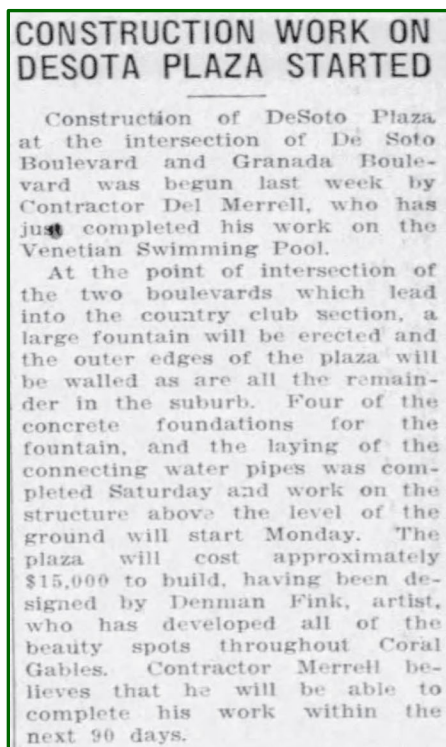 CONSTRUCTION WORK ON
DESOTA PLAZA STARTED
Construction of DeSoto Plaza
at the intersection of De Soto
Boulevard and Granada Boule-
vard was begun last week by
Contractor Del Merrell, who has
just completed his work on the
Venetian Swimming Pool.
At the point of intersection of
the two boulevards which lead
into the country club section, a
large fountain will be erected and
the outer edges of the plaza will
be walled as are all the remain-
der in the suburb. Four of the
concrete foundations for the
fountain, and the laying of the
connecting water pipes was com-
pleted Saturday and work on the
structure above the level of the
ground will start Monday. The
plaza will cost approximately
$15,000 to build, having been de-
signed by Denman Fink, artist,
who has developed all of the
beauty spots throughout Coral
Gables. Contractor Merrell be-
lieves that he will be able to
complete his work within the
next 90 days.